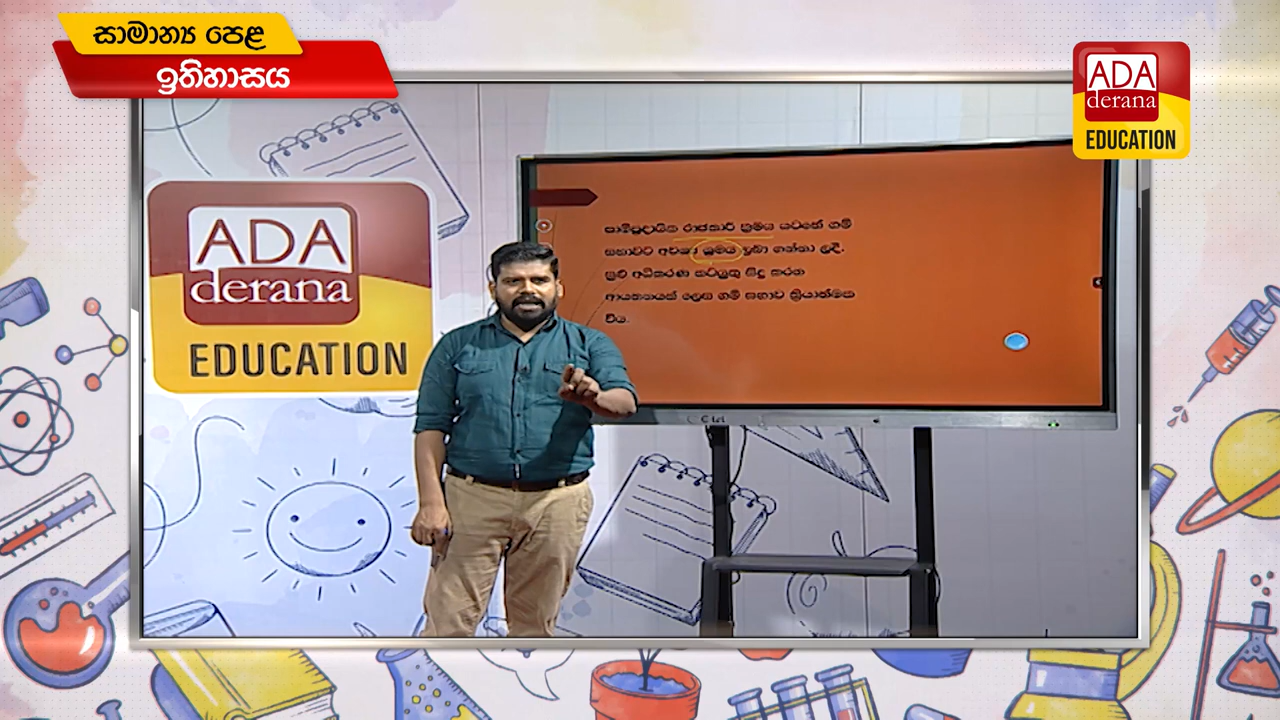 සාමාන්‍ය පෙළ
ඉතිහාසය
ADA
derana
EDUCATION
ADA
derana
EDUCATION
සාම්ප්‍රදායික රාජකාරි ක්‍රමය යටතේ ගම්
සභාවට අවශ්‍ය ශ්‍රමය ලබා ගන්නා ලදී.
සුළු අධිකරණ කටයුතු සිදු කරන
ආයතනයක් ලෙස ගම් සභාව ක්‍රියාත්මක
විය.